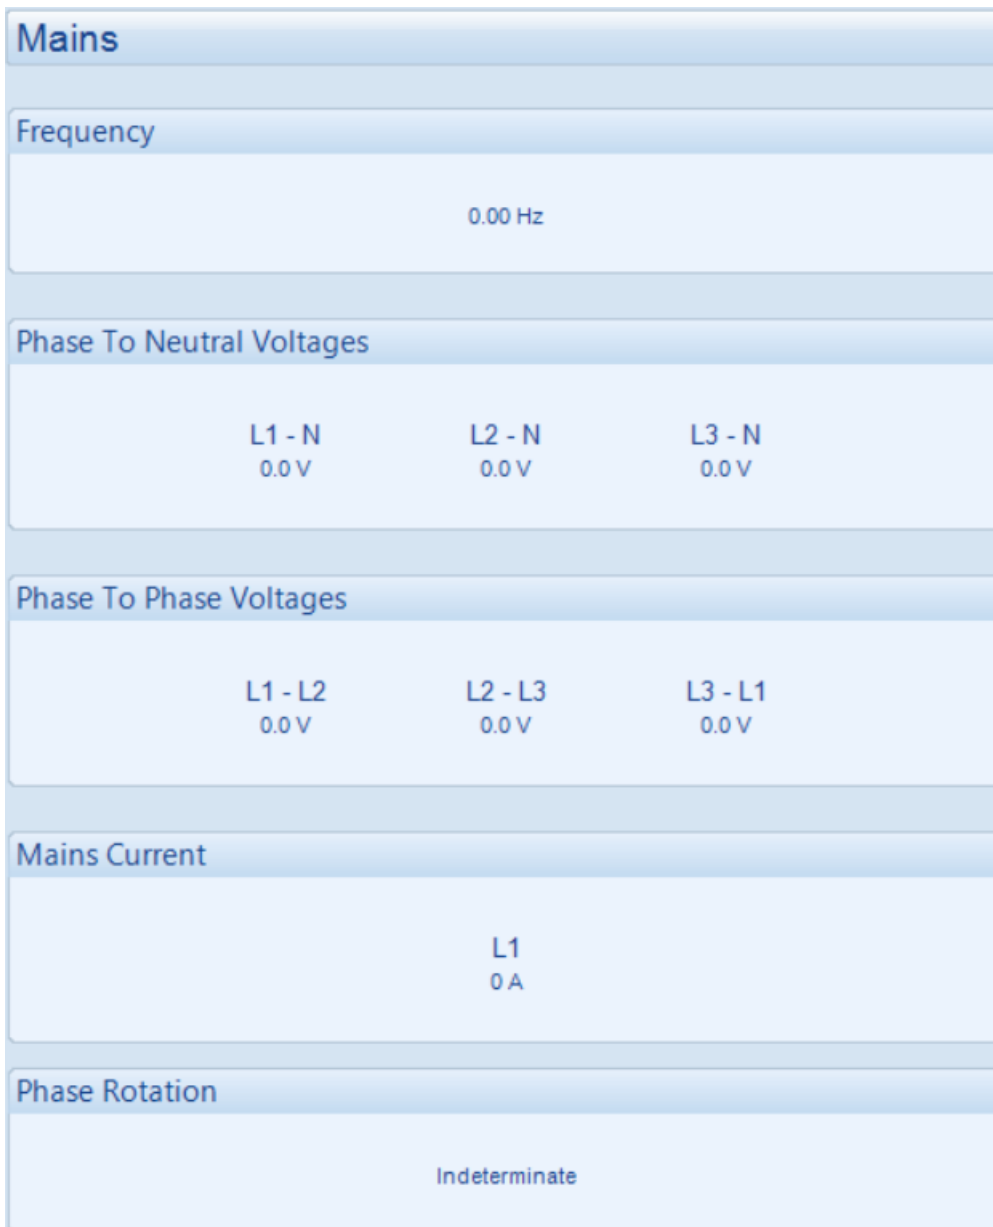 Mains
Frequency
0.00 Hz
Phase To Neutral Voltages
L1 - N L2 - N L3 - N
0.0 V 0.0 V 0.0 V
Phase To Phase Voltages
L1 - L2 L2 - L3 L3 - L1
0.0 V 0.0 V 0.0 V
Mains Current
L1
0 A
Phase Rotation
Indeterminate